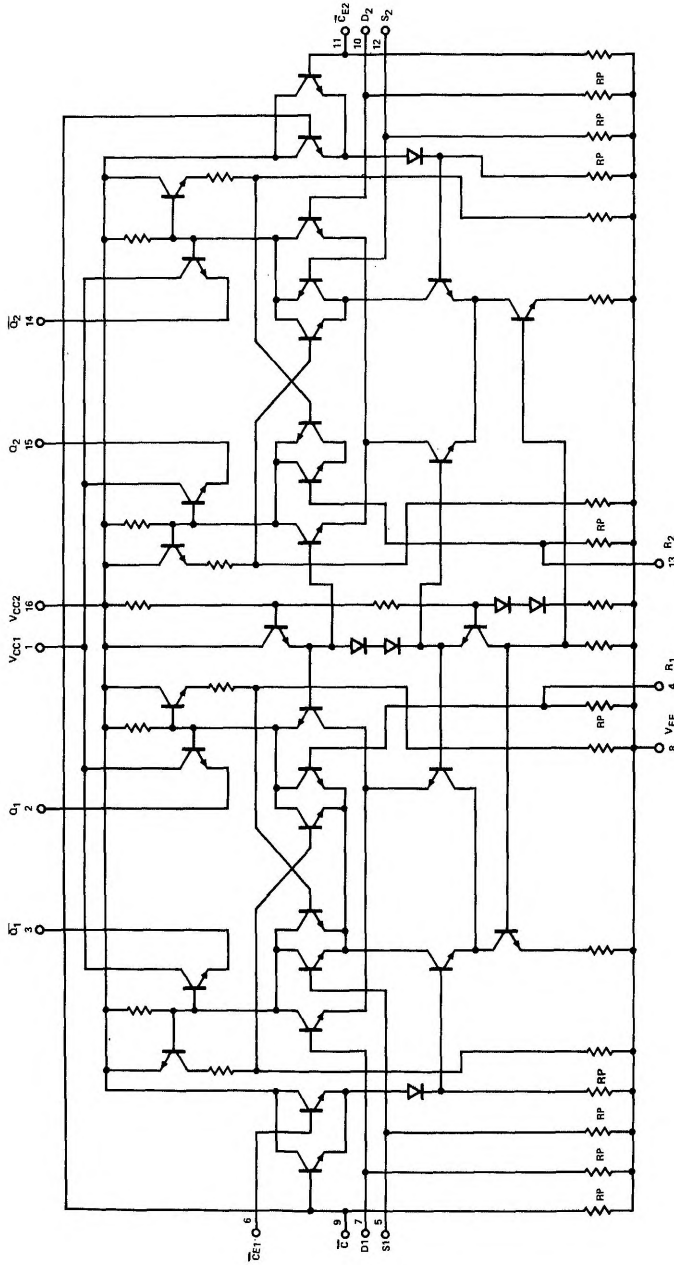 Q̅1 Q1 VCC1 VCC2 Q2 Q̅2
3 2 1 16 15 14
C̅E1 6
C̅ 9
D1 7
S1 5
11 C̅E2
10 D2
12 S2
RP RP RP RP RP RP RP RP
8 4 13
VEE R1 R2